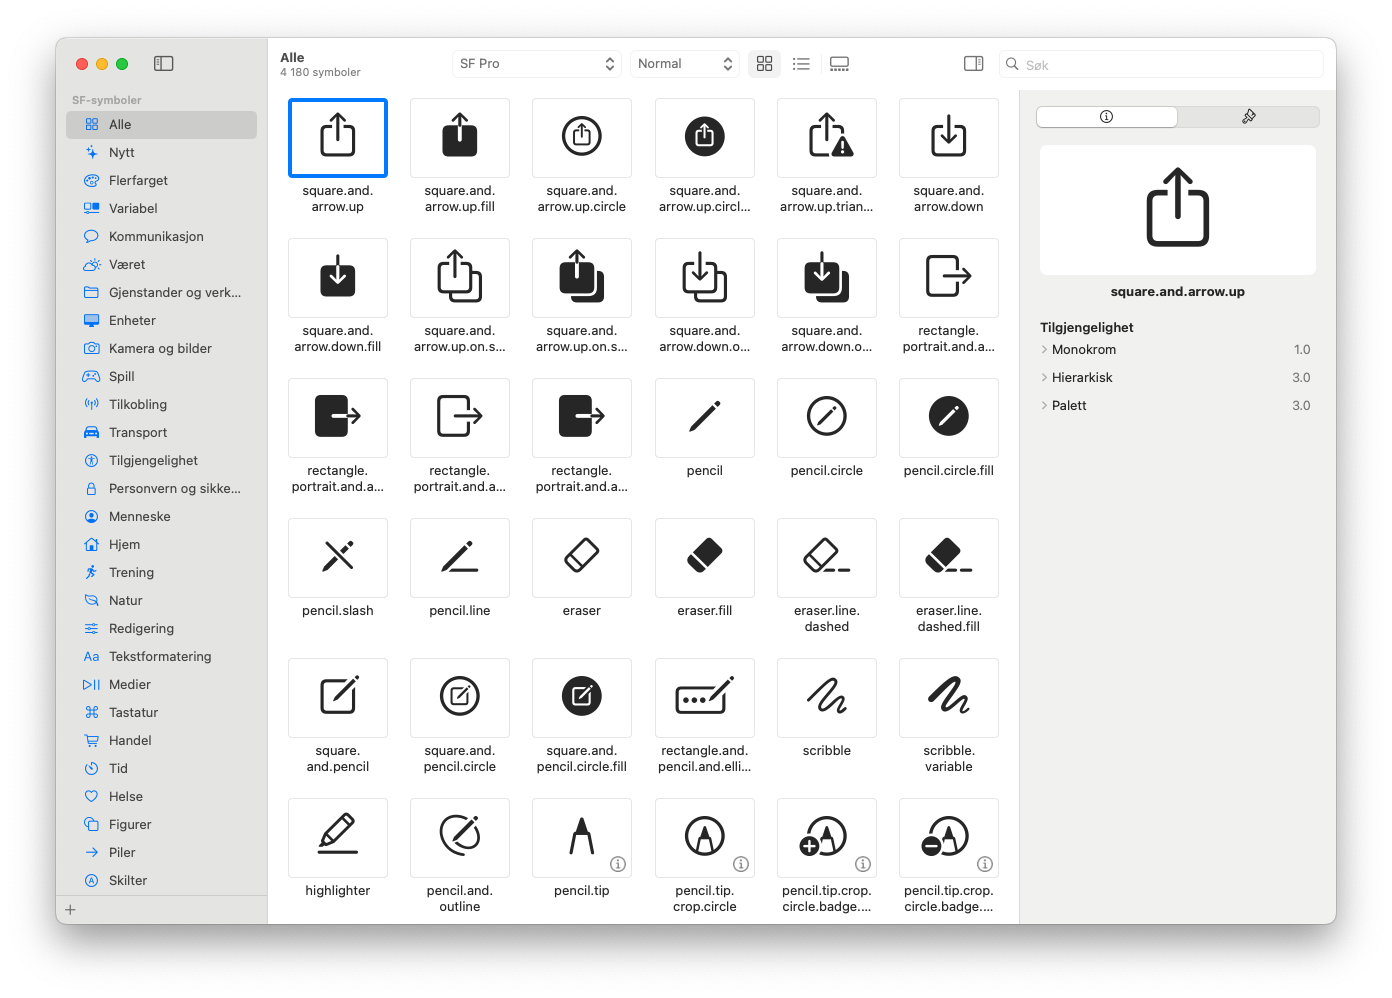 SF-symboler
Alle
Nytt
Flerfarget
Variabel
Kommunikasjon
Været
Gjenstander og verk...
Enheter
Kamera og bilder
Spill
Tilkobling
Transport
Tilgjengelighet
Personvern og sikke...
Menneske
Hjem
Trening
Natur
Redigering
Aa Tekstformatering
Medier
Tastatur
Handel
Tid
Helse
Figurer
Piler
Skilter
Alle
4 180 symboler
SF Pro
Normal
Søk
square.and.
arrow.up
square.and.
arrow.up.fill
square.and.
arrow.up.circle
square.and.
arrow.up.circl...
square.and.
arrow.up.trian...
square.and.
arrow.down
square.and.
arrow.down.fill
square.and.
arrow.up.on.s...
square.and.
arrow.up.on.s...
square.and.
arrow.down.o...
square.and.
arrow.down.o...
rectangle.
portrait.and.a...
rectangle.
portrait.and.a...
rectangle.
portrait.and.a...
rectangle.
portrait.and.a...
pencil
pencil.circle
pencil.circle.fill
pencil.slash
pencil.line
eraser
eraser.fill
eraser.line.
dashed
eraser.line.
dashed.fill
square.
and.pencil
square.and.
pencil.circle
square.and.
pencil.circle.fill
rectangle.and.
pencil.and.elli...
scribble
scribble.
variable
highlighter
pencil.and.
outline
pencil.tip
pencil.tip.
crop.circle
pencil.tip.crop.
circle.badge....
pencil.tip.crop.
circle.badge....
square.and.arrow.up
Tilgjengelighet
Monokrom 1.0
Hierarkisk 3.0
Palett 3.0